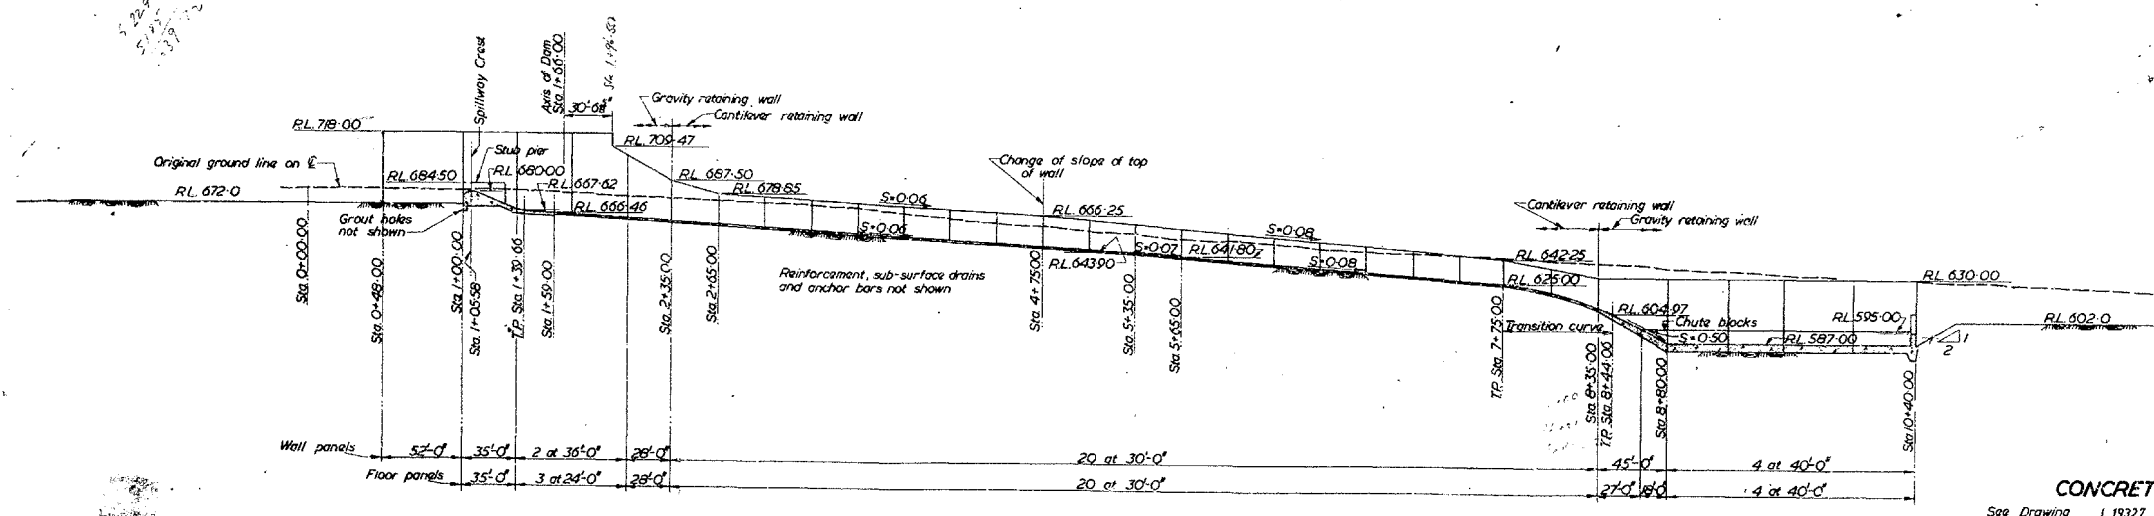 Spillway Crest
Axis of Dam
Sta. 1+66·00
Sta. 1+96·50
30'-6⅛"
Gravity retaining wall
Cantilever retaining wall
R.L. 718·00
R.L. 709·47
Original ground line on ℄
Stub pier
R.L. 684·50
R.L. 680·00
R.L. 667·62
R.L. 687·50
R.L. 678·85
R.L. 672·0
R.L. 666·46
Grout holes
not shown
S=0·06
S=0·06
Change of slope of top
of wall
R.L. 666·25
S=0·08
S=0·07
R.L. 641·80
R.L. 643·90
S=0·08
Cantilever retaining wall
Gravity retaining wall
R.L. 642·25
R.L. 625·00
R.L. 630·00
R.L. 604·97
Transition curve
Chute blocks
R.L. 595·00
R.L. 602·0
S=0·50
R.L. 587·00
1
2
Reinforcement, sub-surface drains
and anchor bars not shown
Sta. 0+00·00
Sta. 0+48·00
Sta. 1+00·00
Sta. 1+05·58
T.P. Sta. 1+39·66
Sta. 1+59·00
Sta. 2+35·00
Sta. 2+65·00
Sta. 4+75·00
Sta. 5+35·00
Sta. 5+65·00
T.P. Sta. 7+75·00
Sta. 8+35·00
T.P. Sta. 8+44·06
Sta. 8+80·00
Sta. 10+40·00
Wall panels 52'-0" 35'-0" 2 at 36'-0" 28'-0" 20 at 30'-0" 45'-0" 4 at 40'-0"
Floor panels 35'-0" 3 at 24'-0" 28'-0" 20 at 30'-0" 27'-0" 18'-0" 4 at 40'-0"
CONCRET
See Drawing L 19327